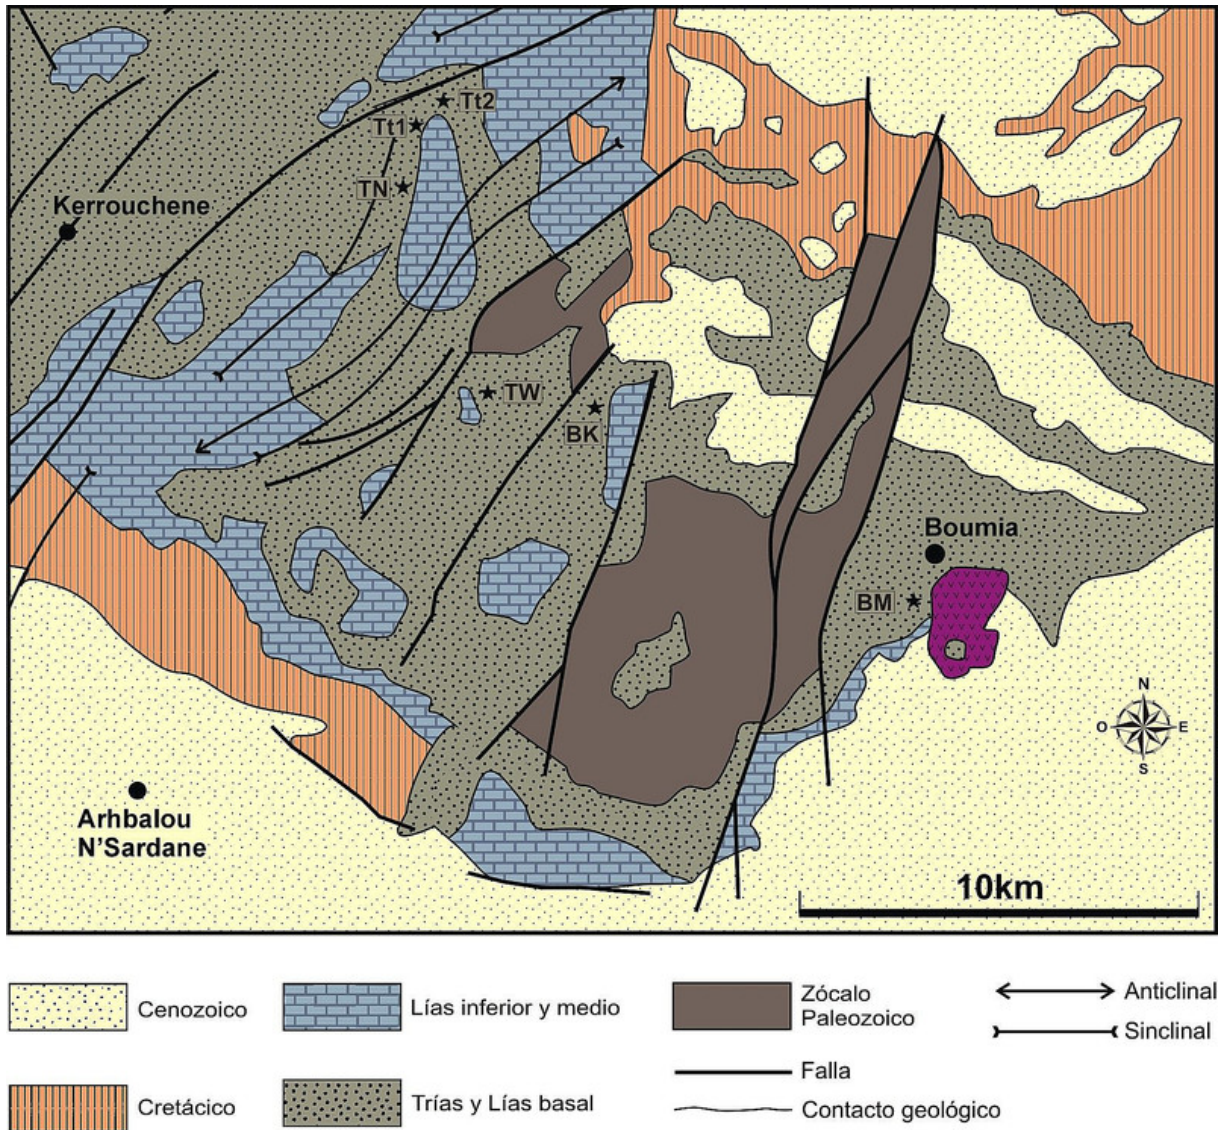 Tt2
Tt1
TN
Kerrouchene
TW
BK
Boumia
BM
N
O
E
S
Arhbalou
N'Sardane
10km
Cenozoico
Lías inferior y medio
Zócalo
Paleozoico
Anticlinal
Sinclinal
Cretácico
Trías y Lías basal
Falla
Contacto geológico